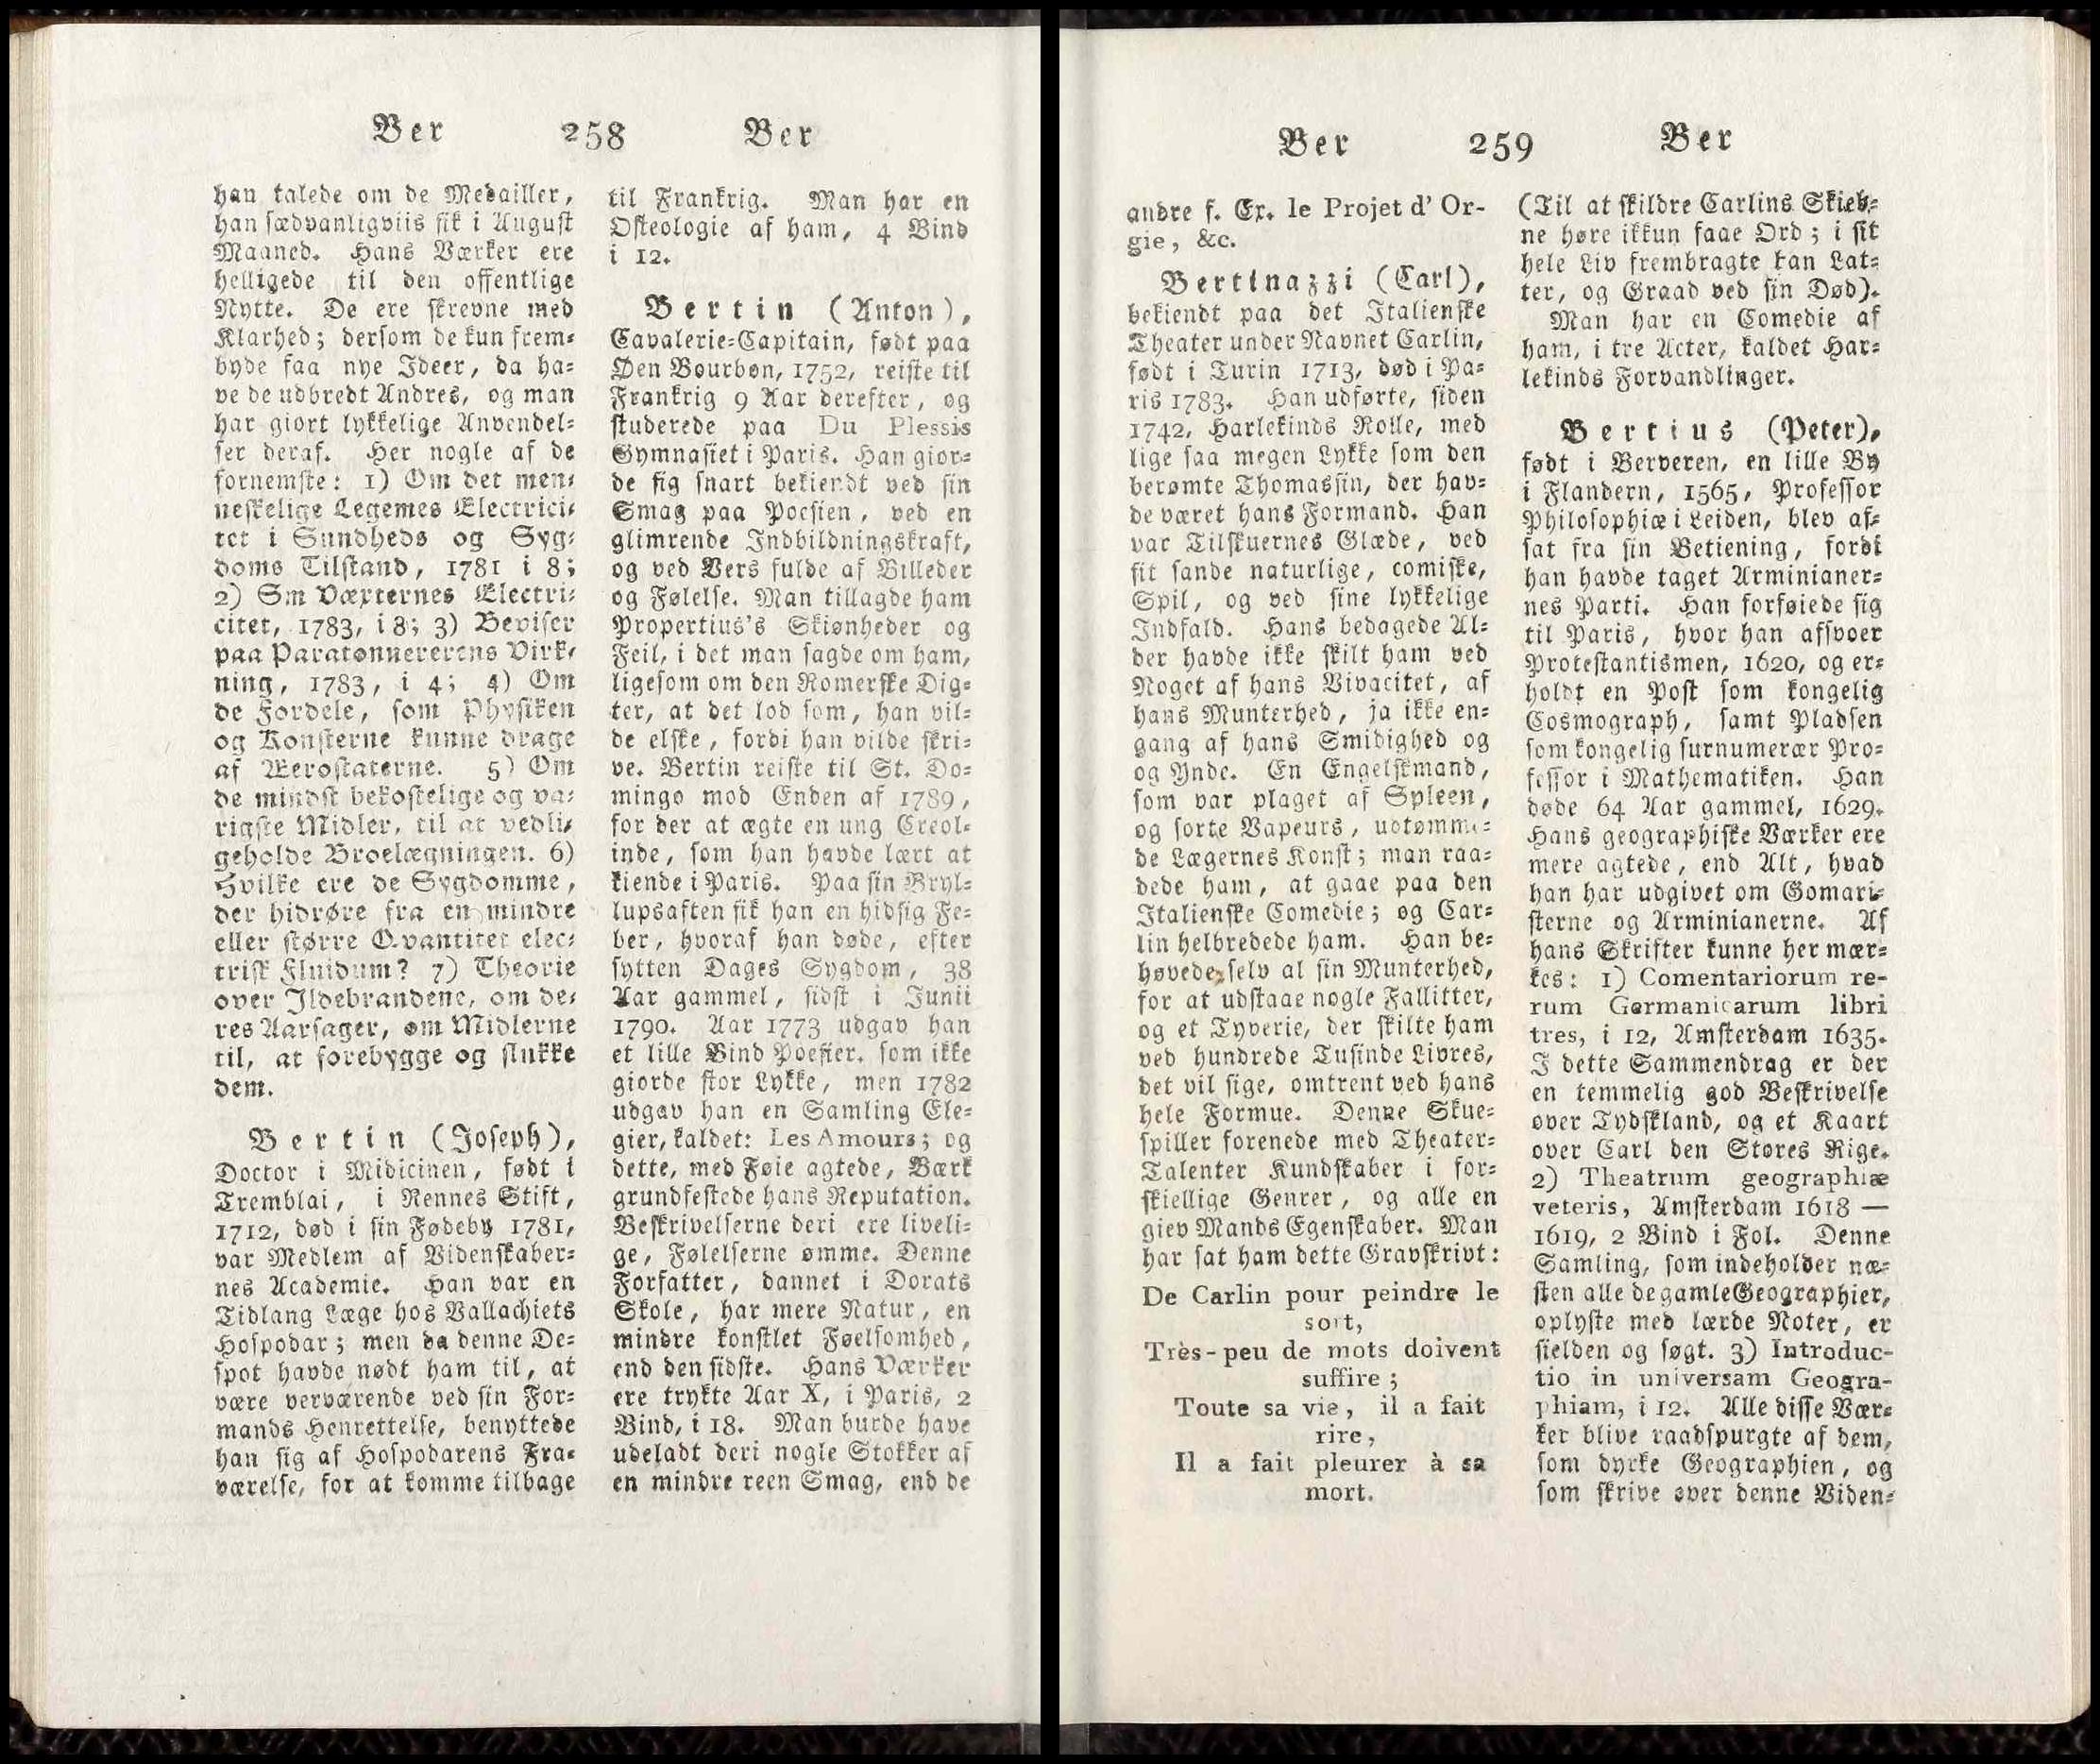 Ber 258 Ber
han talede om de Medailler,
han sædvanligviis fik i August
Maaned. Hans Værker ere
helligede til den offentlige
Nytte. De ere skrevne med
Klarhed; dersom de kun frem-
byde faa nye Ideer, da ha-
ve de udbredt Andres, og man
har giort lykkelige Anvendel-
ser deraf. Her nogle af de
fornemste: 1) Om det men-
neskelige Legemes Electrici-
tet i Sundheds og Syg-
doms Tilstand, 1781 i 8;
2) Om Væxternes Electri-
citet, 1783, i 8; 3) Beviser
paa Paratonnererens Virk-
ning, 1783, i 4; 4) Om
de Fordele, som Physiken
og Konsterne kunne drage
af Aerostaterne. 5) Om
de mindst bekostelige og va-
rigste Midler, til at vedli-
geholde Broelægningen. 6)
Hvilke ere de Sygdomme,
der hidrøre fra en mindre
eller større Qvantitet elec-
trisk Fluidum? 7) Theorie
over Ildebrandene, om de-
res Aarsager, om Midlerne
til, at forebygge og slukke
dem.
Bertin (Joseph),
Doctor i Midicinen, født i
Tremblai, i Rennes Stift,
1712, død i sin Fødeby 1781,
var Medlem af Videnskaber-
nes Academie. Han var en
Tidlang Læge hos Vallachiets
Hospodar; men da denne De-
spot havde nødt ham til, at
være verværende ved sin For-
mands Henrettelse, benyttede
han sig af Hospodarens Fra-
værelse, for at komme tilbage
til Frankrig. Man har en
Osteologie af ham, 4 Bind
i 12.
Bertin (Anton),
Cavalerie-Capitain, født paa
Øen Bourbon, 1752, reiste til
Frankrig 9 Aar derefter, og
studerede paa Du Plessis
Gymnasiet i Paris. Han gior-
de sig snart bekiendt ved sin
Smag paa Poesien, ved en
glimrende Indbildningskraft,
og ved Vers fulde af Billeder
og Følelse. Man tillagde ham
Propertius's Skiønheder og
Feil, i det man sagde om ham,
ligesom om den Romerske Dig-
ter, at det lod som, han vil-
de elske, fordi han vilde skri-
ve. Bertin reiste til St. Do-
mingo mod Enden af 1789,
for der at ægte en ung Creol-
inde, som han havde lært at
kiende i Paris. Paa sin Bryl-
lupsaften fik han en hidsig Fe-
ber, hvoraf han døde, efter
sytten Dages Sygdom, 38
Aar gammel, sidst i Junii
1790. Aar 1773 udgav han
et lille Bind Poesier, som ikke
giorde stor Lykke, men 1782
udgav han en Samling Ele-
gier, kaldet: Les Amours; og
dette, med Føie agtede, Værk
grundfestede hans Reputation.
Beskrivelserne deri ere liveli-
ge, Følelserne ømme. Denne
Forfatter, dannet i Dorats
Skole, har mere Natur, en
mindre konstlet Føelsomhed,
end den sidste. Hans Værker
ere trykte Aar X, i Paris, 2
Bind, i 18. Man burde have
udeladt deri nogle Stokker af
en mindre reen Smag, end de
Ber 259 Ber
andre f. Ex. le Projet d' Or-
gie, &c.
Bertinazzi (Carl),
bekiendt paa det Italienske
Theater under Navnet Carlin,
født i Turin 1713, død i Pa-
ris 1783. Han udførte, siden
1742, Harlekinds Rolle, med
lige saa megen Lykke som den
berømte Thomassin, der hav-
de været hans Formand. Han
var Tilskuernes Glæde, ved
sit sande naturlige, comiske,
Spil, og ved sine lykkelige
Indfald. Hans bedagede Al-
der havde ikke skilt ham ved
Noget af hans Vivacitet, af
hans Munterhed, ja ikke en-
gang af hans Smidighed og
og Ynde. En Engelskmand,
som var plaget af Spleen,
og sorte Vapeurs, udtømme-
de Lægernes Konst; man raa-
dede ham, at gaae paa den
Italienske Comedie; og Car-
lin helbredede ham. Han be-
høvede selv al sin Munterhed,
for at udstaae nogle Fallitter,
og et Tyverie, der skilte ham
ved hundrede Tusinde Livres,
det vil sige, omtrent ved hans
hele Formue. Denne Skue-
spiller forenede med Theater-
Talenter Kundskaber i for-
skiellige Genrer, og alle en
giev Mands Egenskaber. Man
har sat ham dette Gravskrivt:
De Carlin pour peindre le
sort,
Très-peu de mots doivent
suffire;
Toute sa vie, il a fait
rire,
Il a fait pleurer à sa
mort.
(Til at skildre Carlins Skieb-
ne høre ikkun faae Ord; i sit
hele Liv frembragte han Lat-
ter, og Graad ved sin Død).
Man har en Comedie af
ham, i tre Acter, kaldet Har-
lekinds Forvandlinger.
Bertius (Peter),
født i Berveren, en lille By
i Flandern, 1565, Professor
Philosophiæ i Leiden, blev af-
sat fra sin Betiening, fordi
han havde taget Arminianer-
nes Parti. Han forføiede sig
til Paris, hvor han afsvoer
Protestantismen, 1620, og er-
holdt en Post som kongelig
Cosmograph, samt Pladsen
som kongelig surnumerær Pro-
fessor i Mathematiken. Han
døde 64 Aar gammel, 1629.
Hans geographiske Værker ere
mere agtede, end Alt, hvad
han har udgivet om Gomari-
sterne og Arminianerne. Af
hans Skrifter kunne her mær-
kes: 1) Comentariorum re-
rum Germanicarum libri
tres, i 12, Amsterdam 1635.
I dette Sammendrag er der
en temmelig god Beskrivelse
over Tydskland, og et Kaart
over Carl den Stores Rige.
2) Theatrum geographiæ
veteris, Amsterdam 1618 —
1619, 2 Bind i Fol. Denne
Samling, som indeholder næ-
sten alle de gamle Geographier,
oplyste med lærde Noter, er
sielden og søgt. 3) Introduc-
tio in universam Geogra-
phiam, i 12. Alle disse Vær-
ker blive raadspurgte af dem,
som dyrke Geographien, og
som skrive over denne Viden-